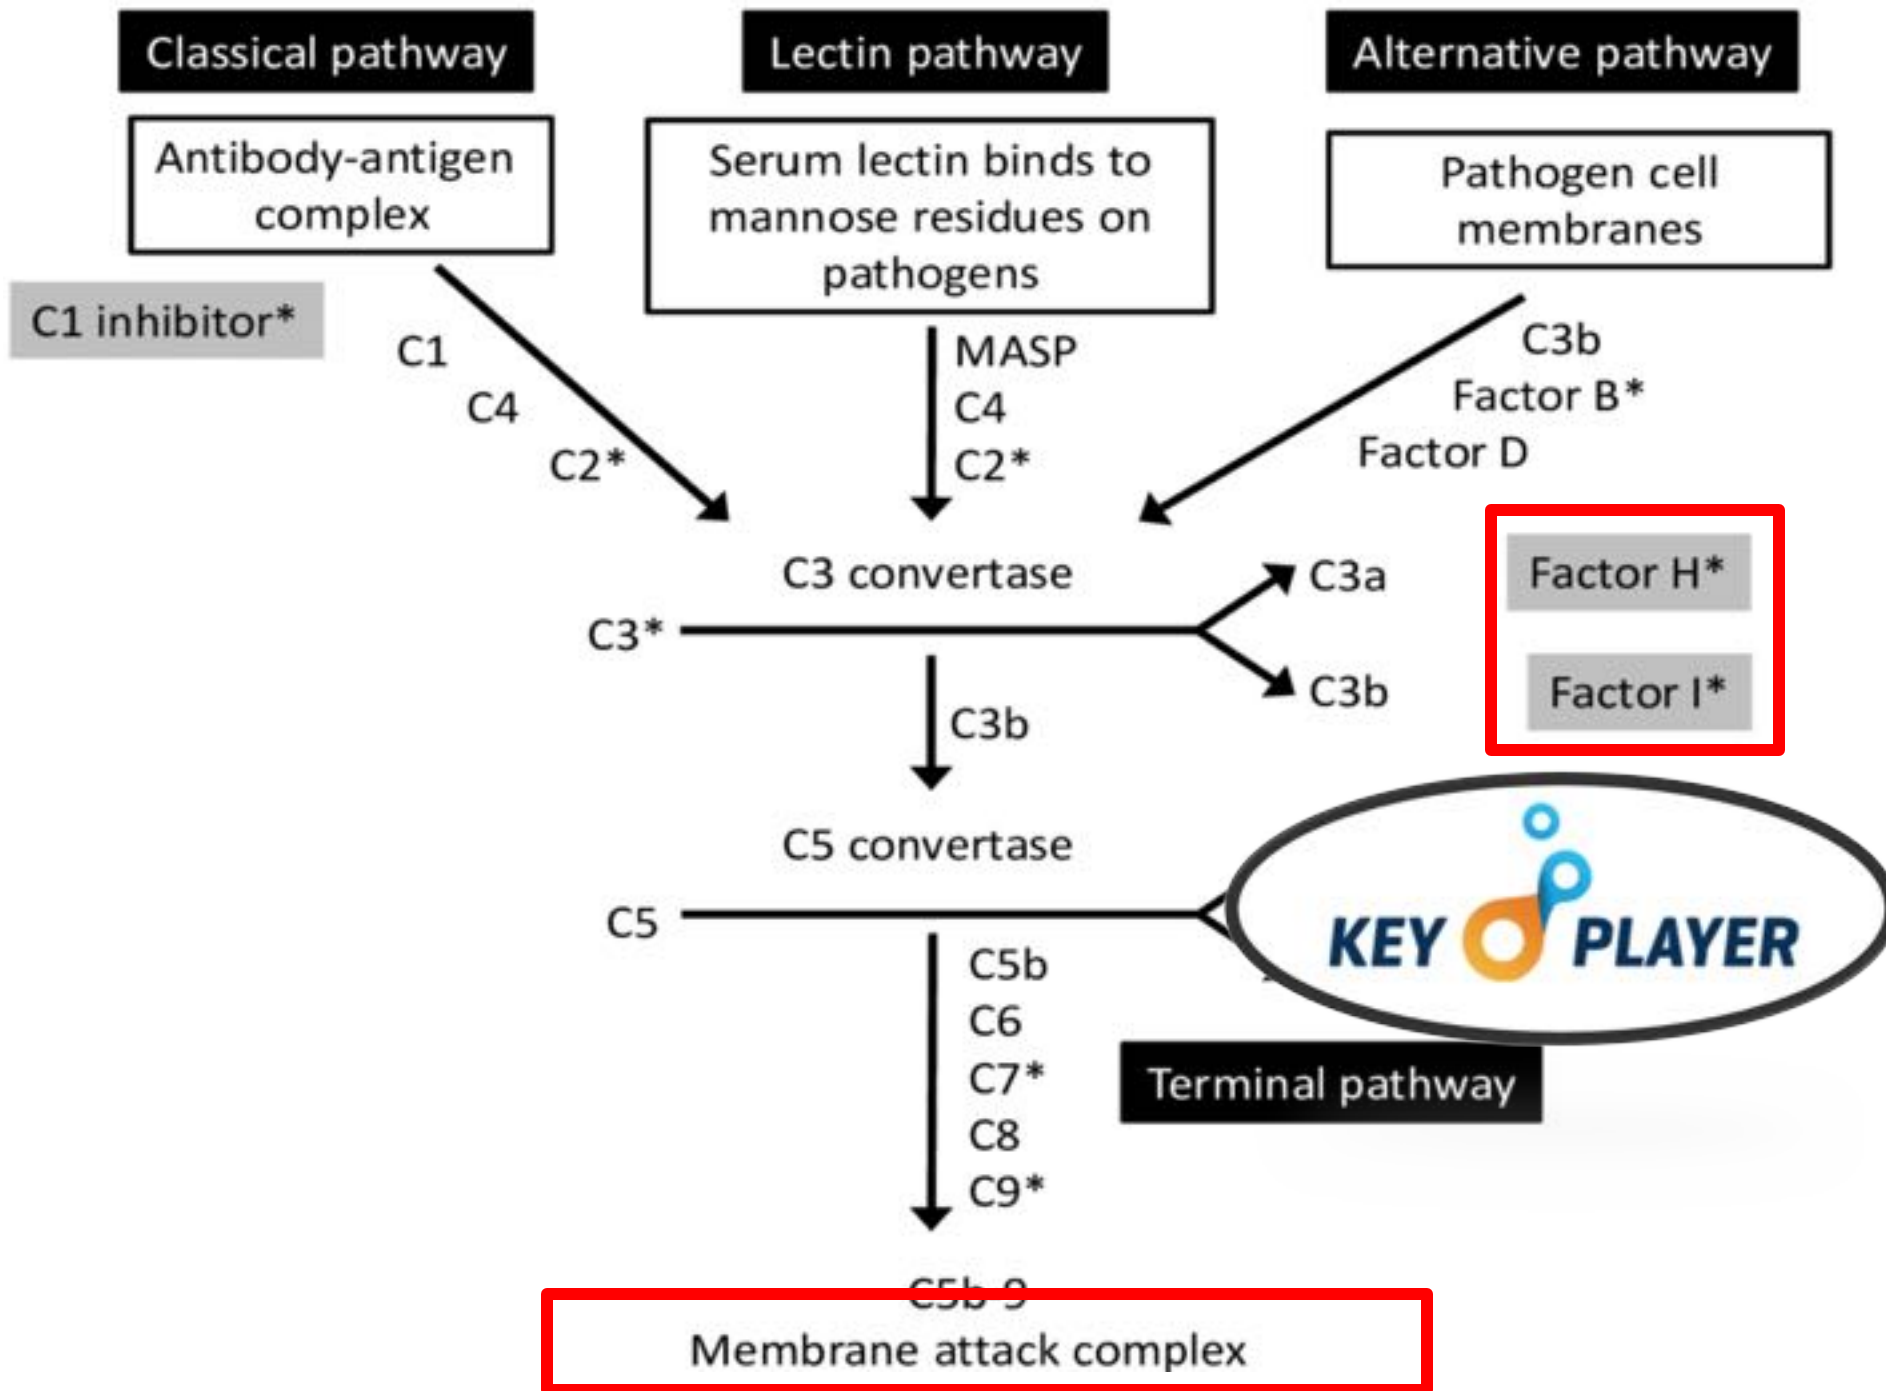 Classical pathway
Lectin pathway
Alternative pathway
Antibody-antigen
complex
Serum lectin binds to
mannose residues on
pathogens
Pathogen cell
membranes
C1 inhibitor*
C1
C4
C2*
MASP
C4
C2*
C3b
Factor B*
Factor D
C3 convertase
C3*
C3a
C3b
Factor H*
Factor I*
C3b
C5 convertase
C5
KEY PLAYER
C5b
C6
C7*
C8
C9*
Terminal pathway
C5b-9
Membrane attack complex